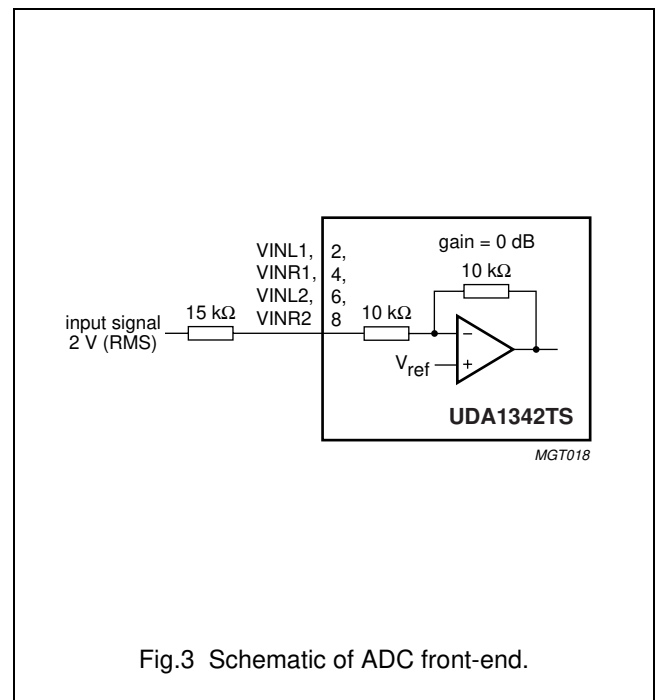 gain = 0 dB
VINL1, 2,
VINR1, 4,
VINL2, 6,
VINR2 8
10 kΩ
15 kΩ
10 kΩ
input signal
2 V (RMS)
−
Vref
+
UDA1342TS
MGT018
Fig.3 Schematic of ADC front-end.